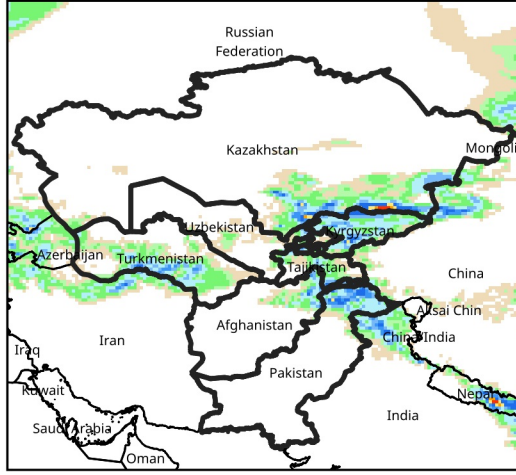 Russian
Federation
Kazakhstan
Mongoli
Uzbekistan
Kyrgyzstan
Azerbaijan
Turkmenistan
Tajikistan
China
Aksai Chin
Afghanistan
China/India
Iran
Iraq
Pakistan
Kuwait
Nepal
India
Saudi Arabia
Oman